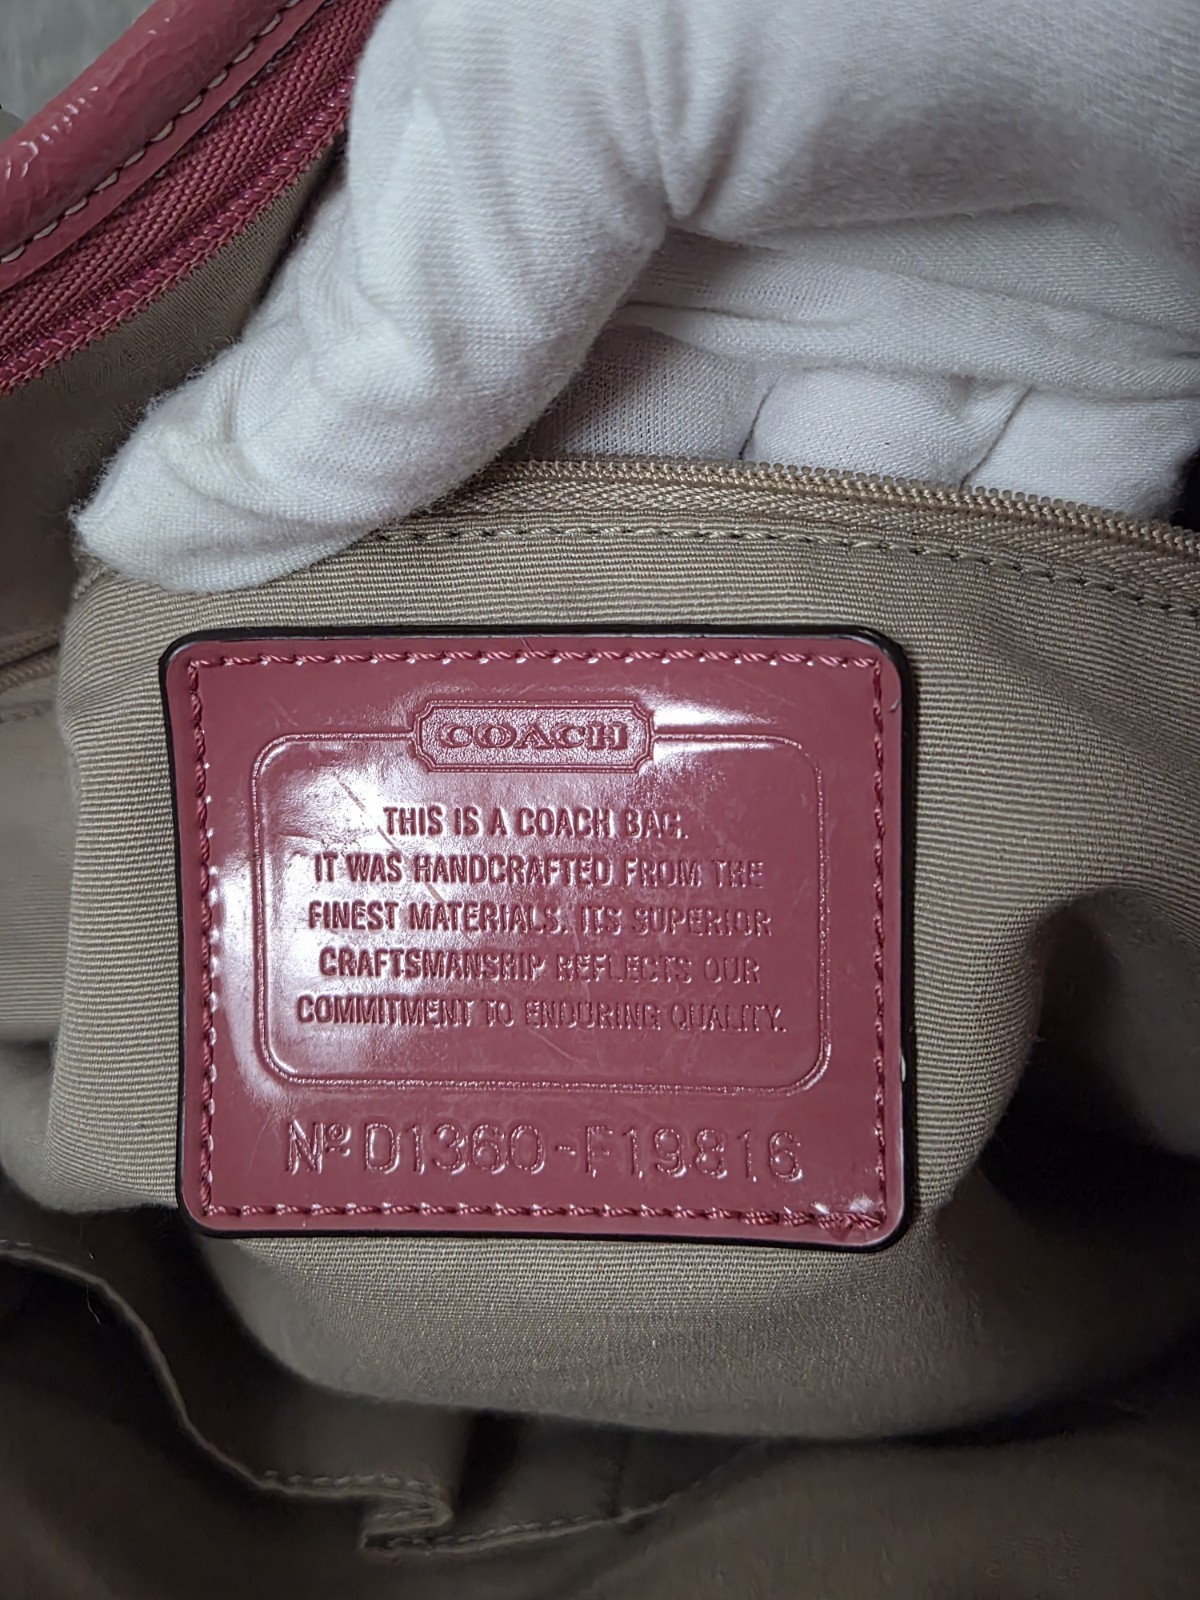 COACH
THIS IS A COACH BAG.
IT WAS HANDCRAFTED FROM THE
FINEST MATERIALS. ITS SUPERIOR
CRAFTSMANSHIP REFLECTS OUR
COMMITMENT TO ENDURING QUALITY.
Nº D1360-F19816